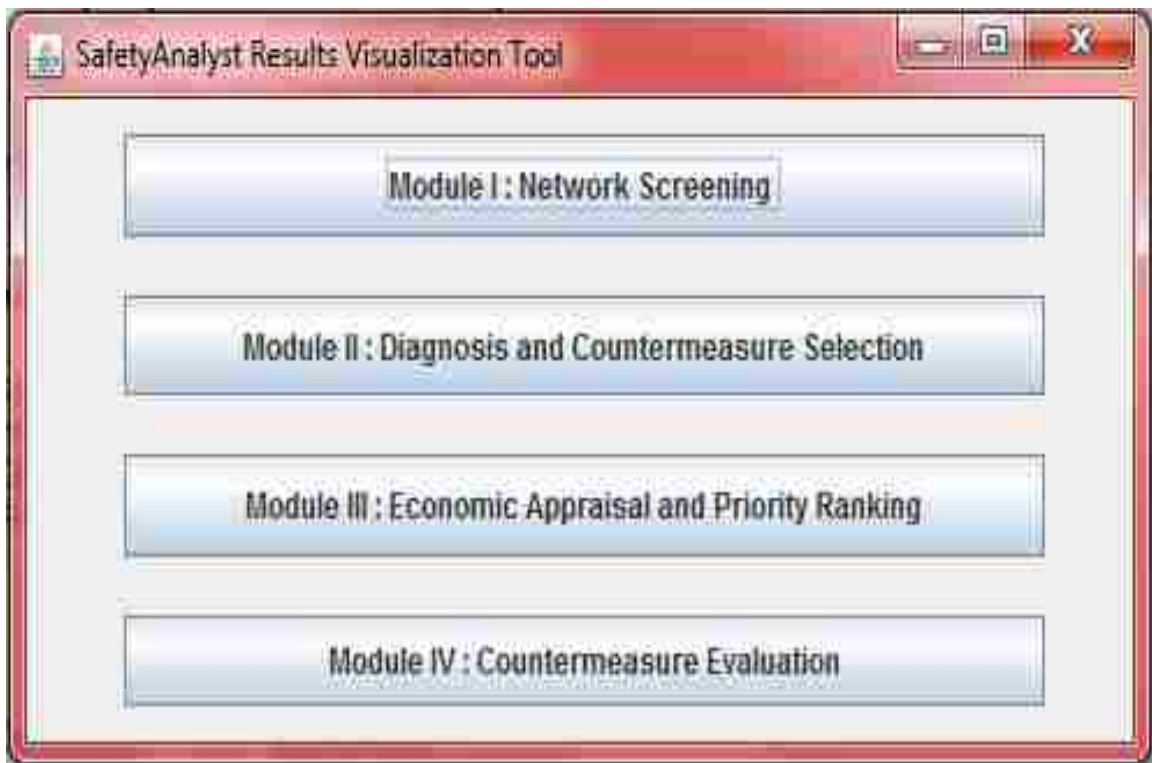 SafetyAnalyst Results Visualization Tool
Module I : Network Screening
Module II : Diagnosis and Countermeasure Selection
Module III : Economic Appraisal and Priority Ranking
Module IV : Countermeasure Evaluation